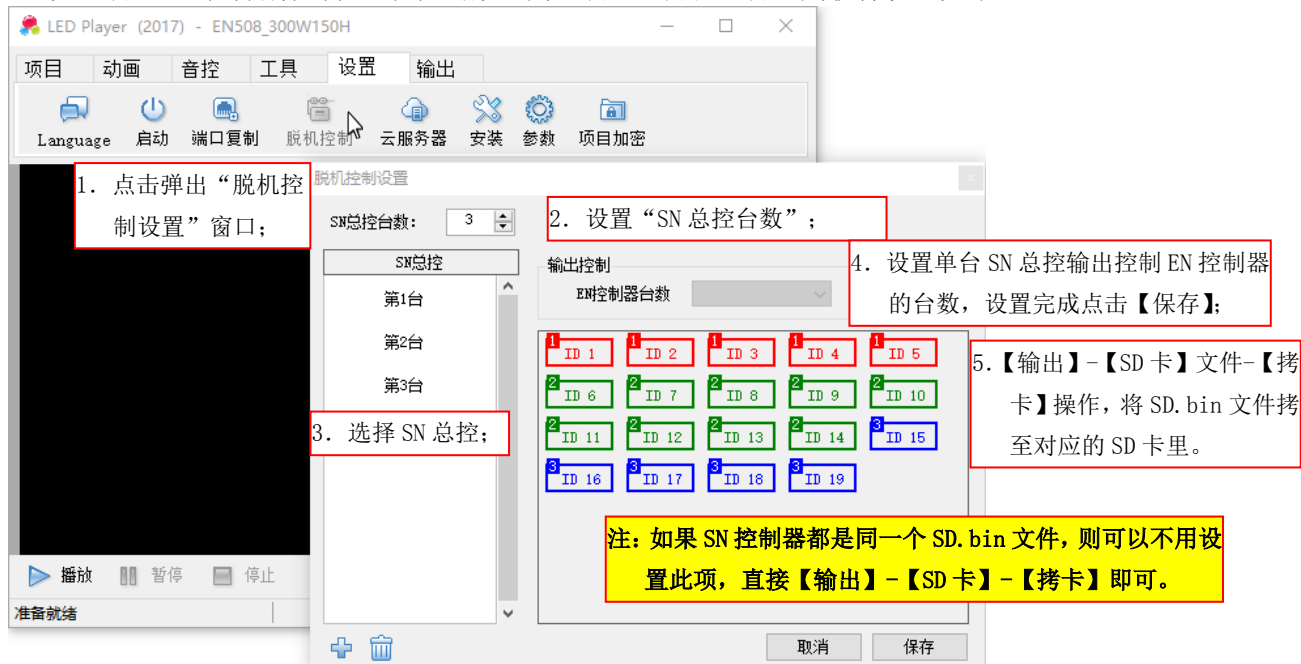 LED Player (2017) - EN508_300W150H
项目 动画 音控 工具 设置 输出
Language 启动 端口复制 脱机控制 云服务器 安装 参数 项目加密
1. 点击弹出“脱机控
制设置”窗口;
脱机控制设置
SN总控台数: 3
2. 设置“SN 总控台数”;
SN总控
第1台
第2台
第3台
3. 选择 SN 总控;
输出控制
EN控制器台数
4. 设置单台 SN 总控输出控制 EN 控制器
的台数，设置完成点击【保存】;
1 ID 1 1 ID 2 1 ID 3 1 ID 4 1 ID 5
2 ID 6 2 ID 7 2 ID 8 2 ID 9 2 ID 10
2 ID 11 2 ID 12 2 ID 13 2 ID 14 3 ID 15
3 ID 16 3 ID 17 3 ID 18 3 ID 19
5.【输出】-【SD 卡】文件-【拷
卡】操作，将 SD.bin 文件拷
至对应的 SD 卡里。
注: 如果 SN 控制器都是同一个 SD.bin 文件，则可以不用设
置此项，直接【输出】-【SD 卡】-【拷卡】即可。
播放 暂停 停止
准备就绪
取消 保存